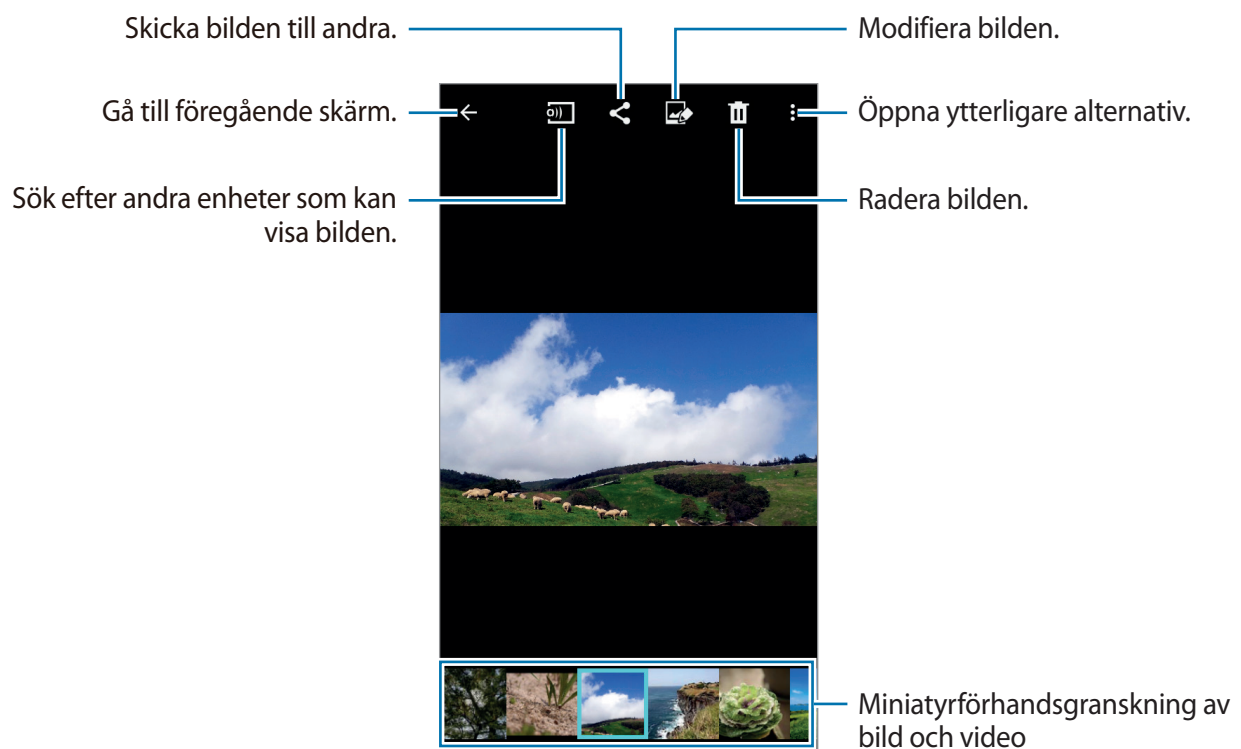 Skicka bilden till andra.
Modifiera bilden.
Gå till föregående skärm.
Öppna ytterligare alternativ.
Sök efter andra enheter som kan
visa bilden.
Radera bilden.
Miniatyrförhandsgranskning av
bild och video